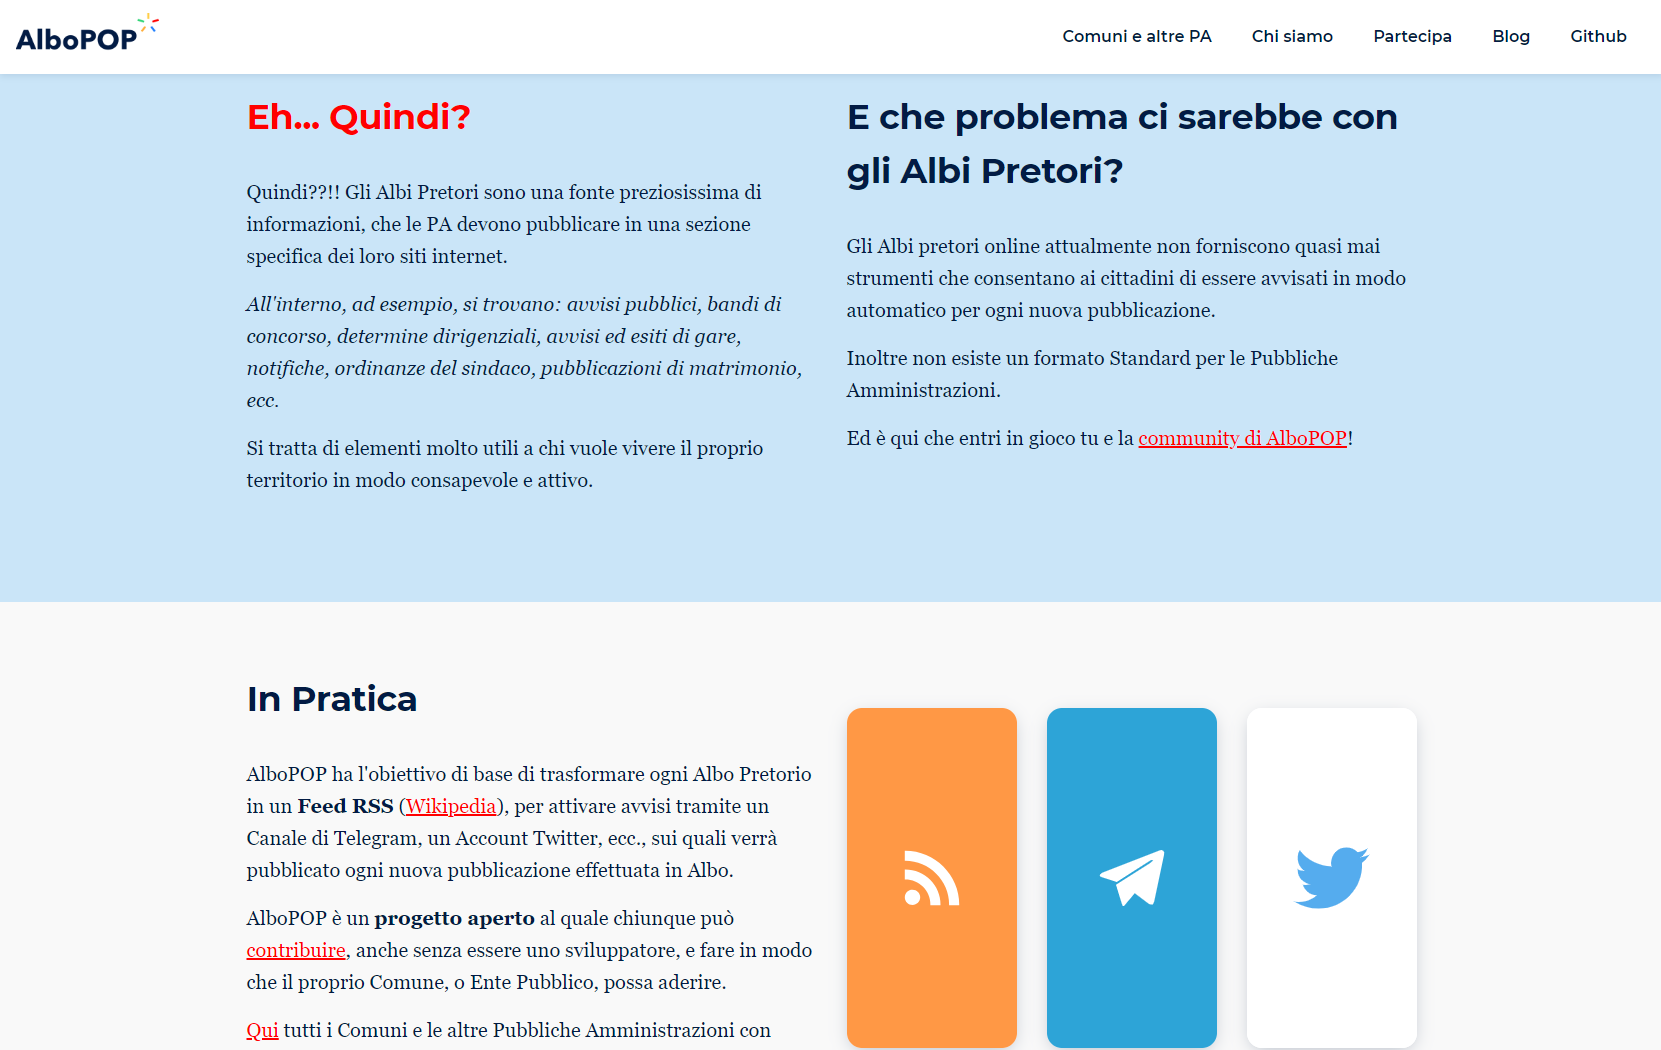 AlboPOP
Comuni e altre PA
Chi siamo
Partecipa
Blog
Github
Eh... Quindi?
Quindi??!! Gli Albi Pretori sono una fonte preziosissima di
informazioni, che le PA devono pubblicare in una sezione
specifica dei loro siti internet.
All'interno, ad esempio, si trovano: avvisi pubblici, bandi di
concorso, determine dirigenziali, avvisi ed esiti di gare,
notifiche, ordinanze del sindaco, pubblicazioni di matrimonio,
ecc.
Si tratta di elementi molto utili a chi vuole vivere il proprio
territorio in modo consapevole e attivo.
E che problema ci sarebbe con
gli Albi Pretori?
Gli Albi pretori online attualmente non forniscono quasi mai
strumenti che consentano ai cittadini di essere avvisati in modo
automatico per ogni nuova pubblicazione.
Inoltre non esiste un formato Standard per le Pubbliche
Amministrazioni.
Ed è qui che entri in gioco tu e la community di AlboPOP!
In Pratica
AlboPOP ha l'obiettivo di base di trasformare ogni Albo Pretorio
in un Feed RSS (Wikipedia), per attivare avvisi tramite un
Canale di Telegram, un Account Twitter, ecc., sui quali verrà
pubblicato ogni nuova pubblicazione effettuata in Albo.
AlboPOP è un progetto aperto al quale chiunque può
contribuire, anche senza essere uno sviluppatore, e fare in modo
che il proprio Comune, o Ente Pubblico, possa aderire.
Qui tutti i Comuni e le altre Pubbliche Amministrazioni con